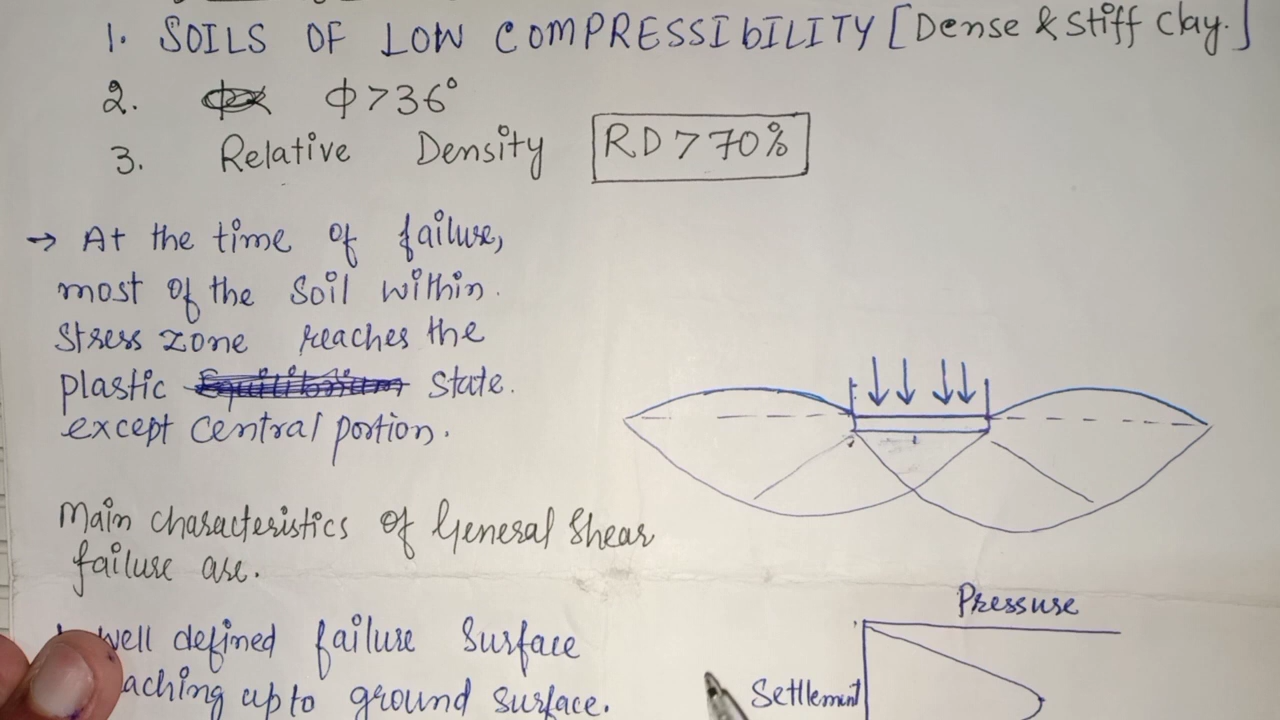 1. SOILS OF LOW COMPRESSIBILITY [Dense & Stiff Clay.]
2. Φ > 36°
3. Relative Density RD > 70%
→ At the time of failure,
most of the soil within.
Stress zone reaches the
plastic State.
except central portion.
Main characteristics of General Shear
failure are.
well defined failure Surface
aching upto ground surface.
Pressure
Settlement